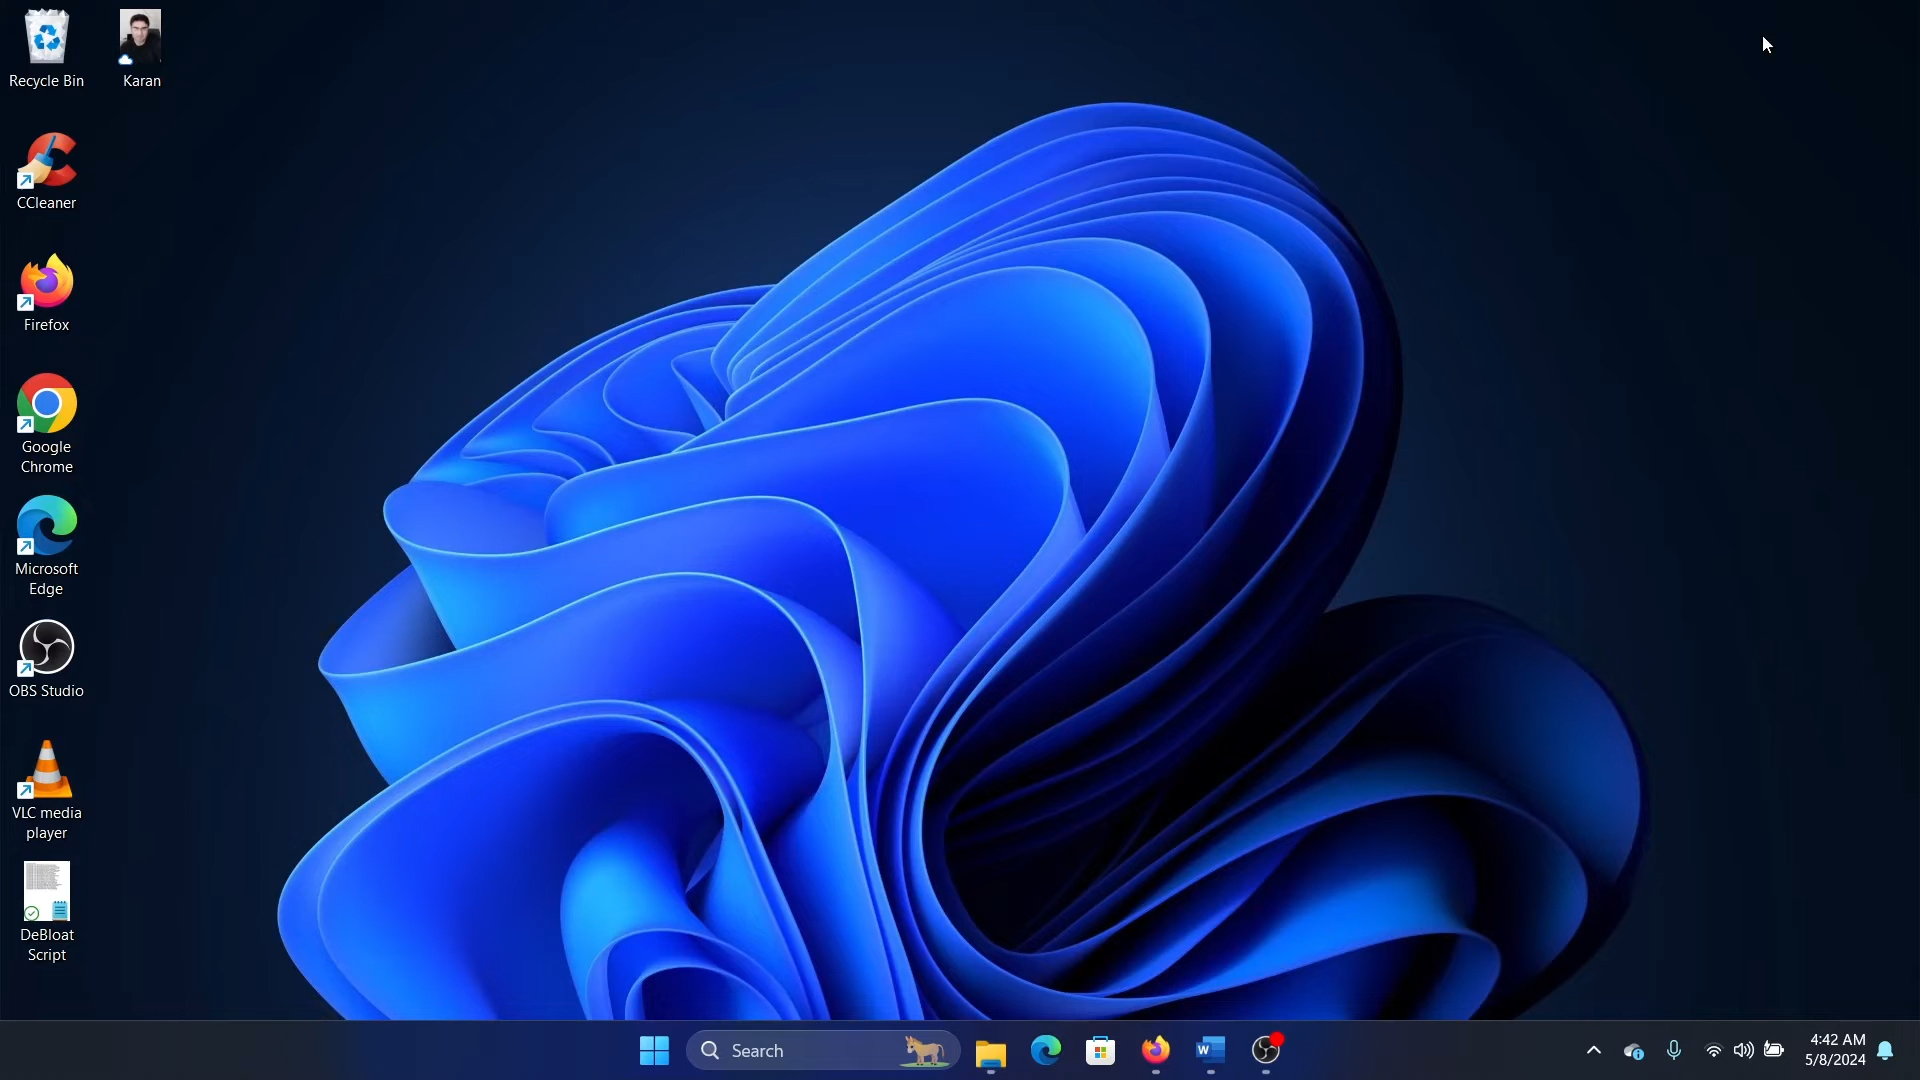 Recycle Bin
Karan
CCleaner
Firefox
Google
Chrome
Microsoft
Edge
OBS Studio
VLC media
player
DeBloat
Script
Search
W
4:42 AM
5/8/2024